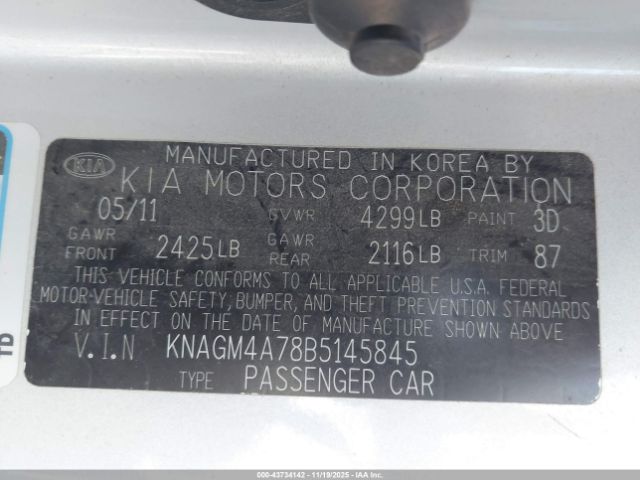 MANUFACTURED IN KOREA BY
KIA KIA MOTORS CORPORATION
05/11 GVWR 4299LB PAINT 3D
GAWR FRONT 2425LB GAWR REAR 2116LB TRIM 87
THIS VEHICLE CONFORMS TO ALL APPLICABLE U.S.A. FEDERAL
MOTOR-VEHICLE SAFETY, BUMPER, AND THEFT PREVENTION STANDARDS
IN EFFECT ON THE DATE OF MANUFACTURE SHOWN ABOVE
V.I.N KNAGM4A78B5145845
TYPE PASSENGER CAR
000-43734142 - 11/19/2025 - IAAI.COM